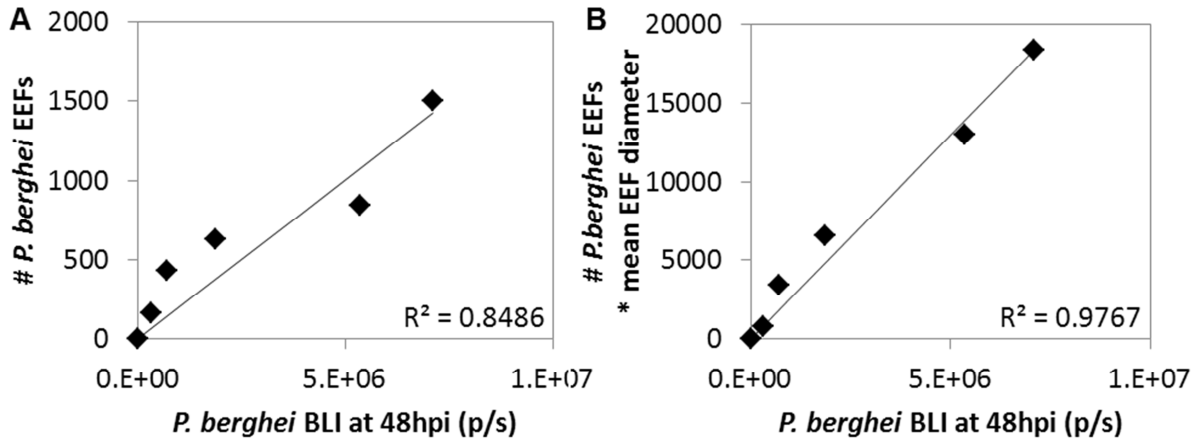 A
# P. berghei EEFs
2000
1500
1000
500
0
R² = 0.8486
0.E+00
5.E+06
1.E+07
P. berghei BLI at 48hpi (p/s)
B
# P.berghei EEFs
* mean EEF diameter
20000
15000
10000
5000
0
R² = 0.9767
0.E+00
5.E+06
1.E+07
P. berghei BLI at 48hpi (p/s)